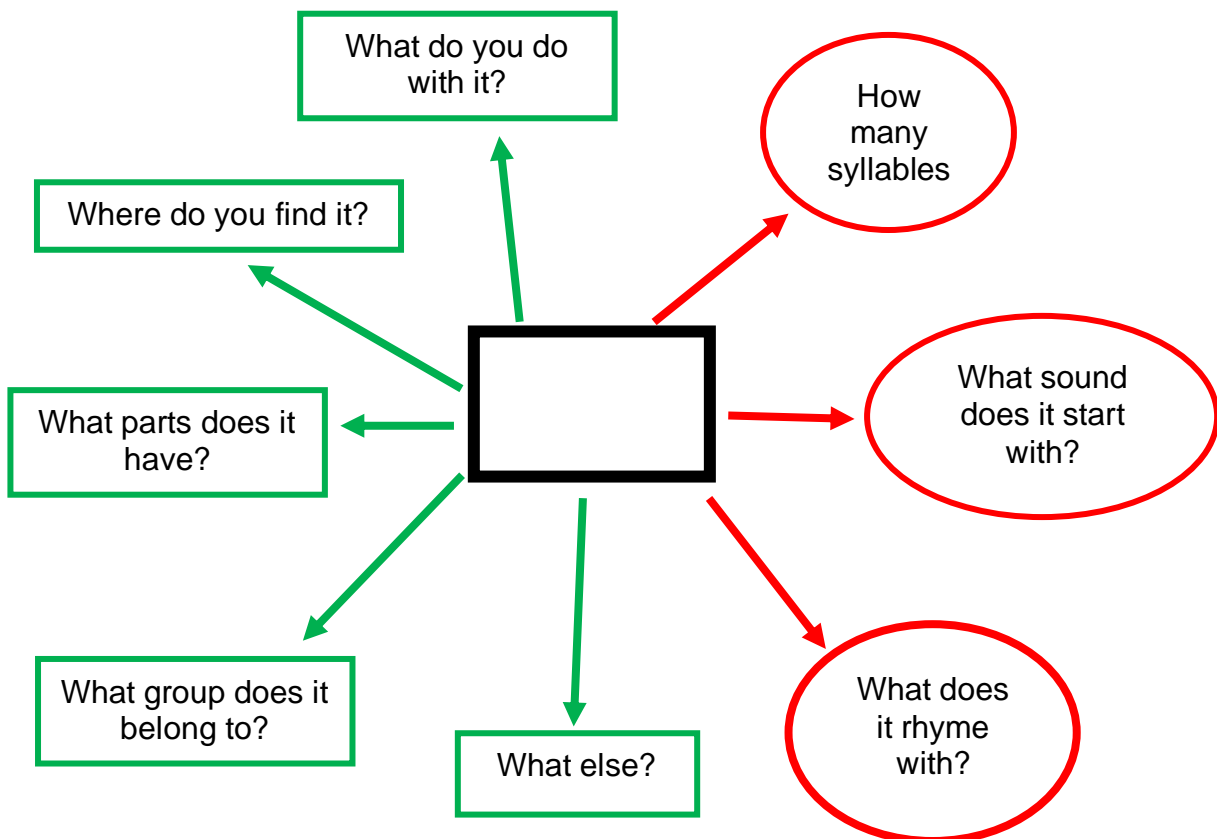 What do you do
with it?
How
many
syllables
Where do you find it?
What sound
does it start
with?
What parts does it
have?
What group does it
belong to?
What else?
What does
it rhyme
with?